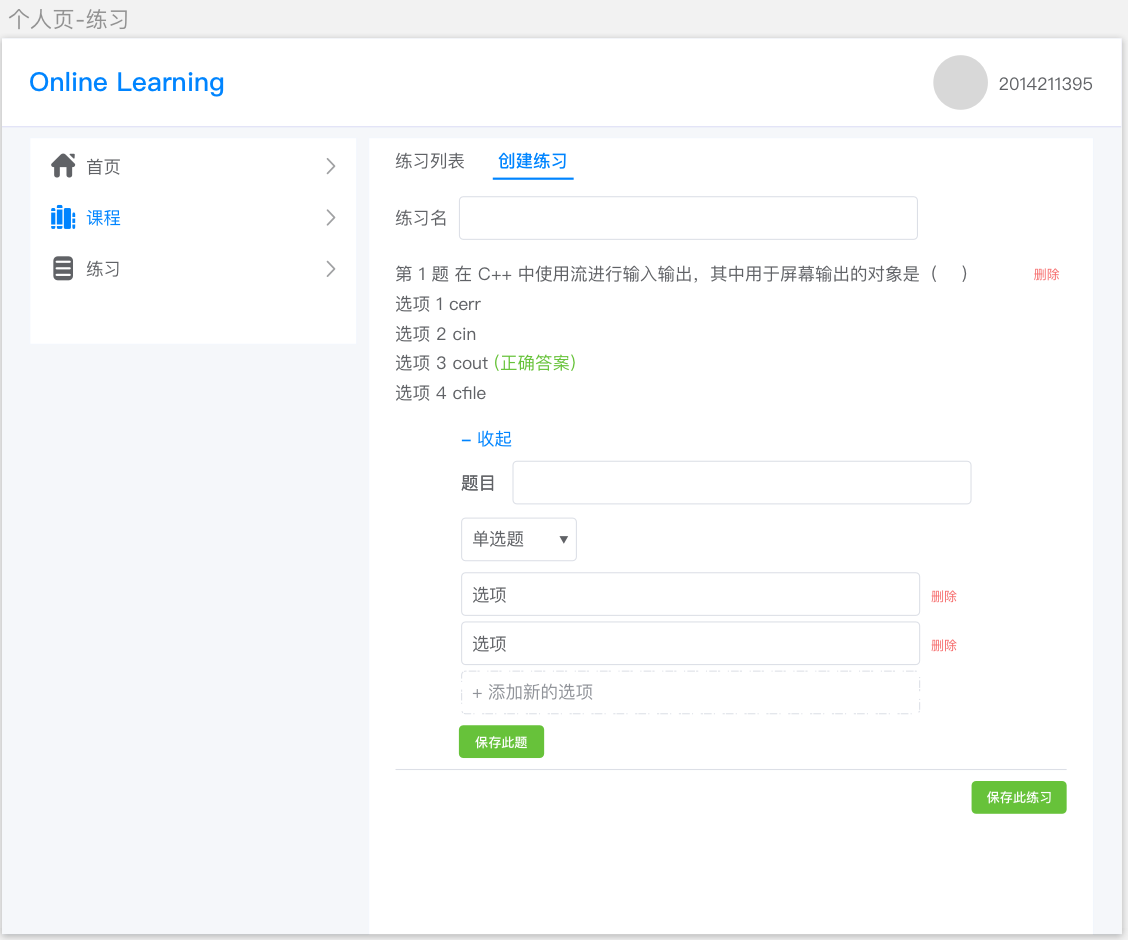 个人页-练习
Online Learning
2014211395
首页
课程
练习
练习列表 创建练习
练习名
第 1 题 在 C++ 中使用流进行输入输出，其中用于屏幕输出的对象是（ ） 删除
选项 1 cerr
选项 2 cin
选项 3 cout (正确答案)
选项 4 cfile
– 收起
题目
单选题
选项 删除
选项 删除
+ 添加新的选项
保存此题
保存此练习